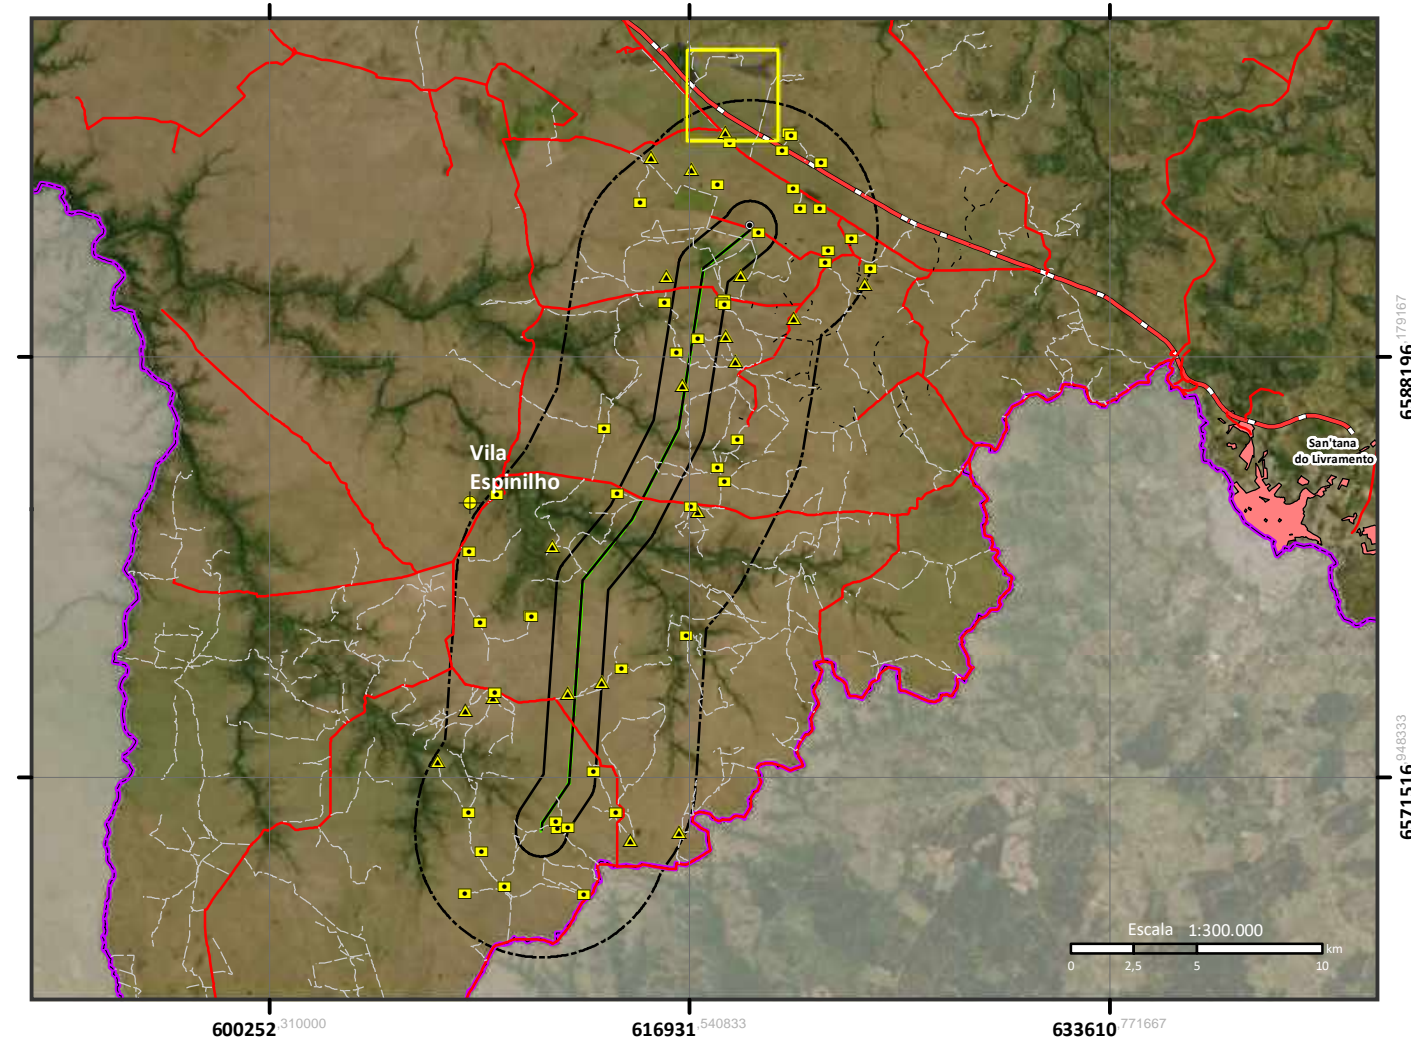 6588196,179167
Vila
Espinilho
San'tana
do Livramento
6571516,948333
Escala 1:300.000
km
0 2,5 5 10
600252,310000 616931,540833 633610,771667